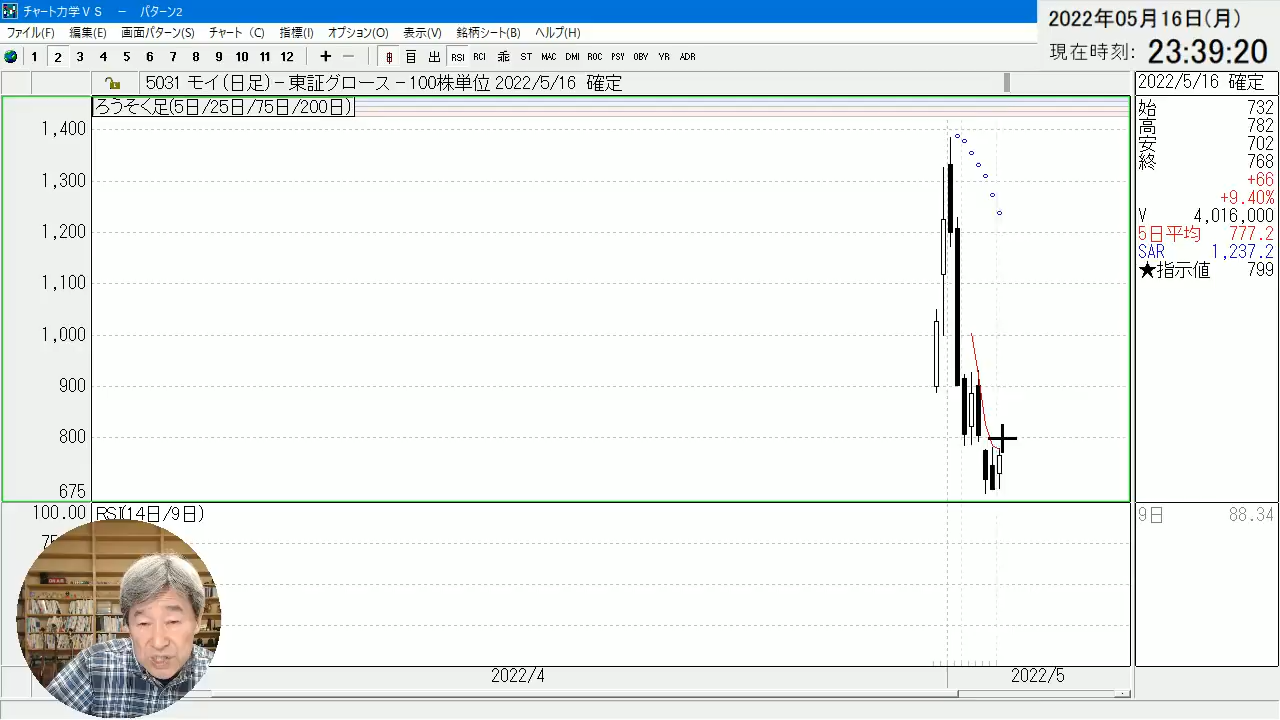 チャート力学ＶＳ － パターン2
2022年05月16日(月)
現在時刻: 23:39:20
ファイル(F) 編集(E) 画面パターン(S) チャート (C) 指標(I) オプション(O) 表示(V) 銘柄シート(B) ヘルプ(H)
1 2 3 4 5 6 7 8 9 10 11 12 + － 日 出 RSI RCI 乖 ST MAC DMI ROC PSY OBV YR ADR
5031 モイ (日足)－東証グロース－100株単位 2022/5/16 確定
2022/5/16 確定
ろうそく足(5日/25日/75日/200日)
1,400
1,300
1,200
1,100
1,000
900
800
675
始 732
高 782
安 702
終 768
+66
+9.40%
V 4,016,000
5日平均 777.2
SAR 1,237.2
★指示値 799
100.00 RSI(14日/9日)
9日 88.34
2022/4 2022/5